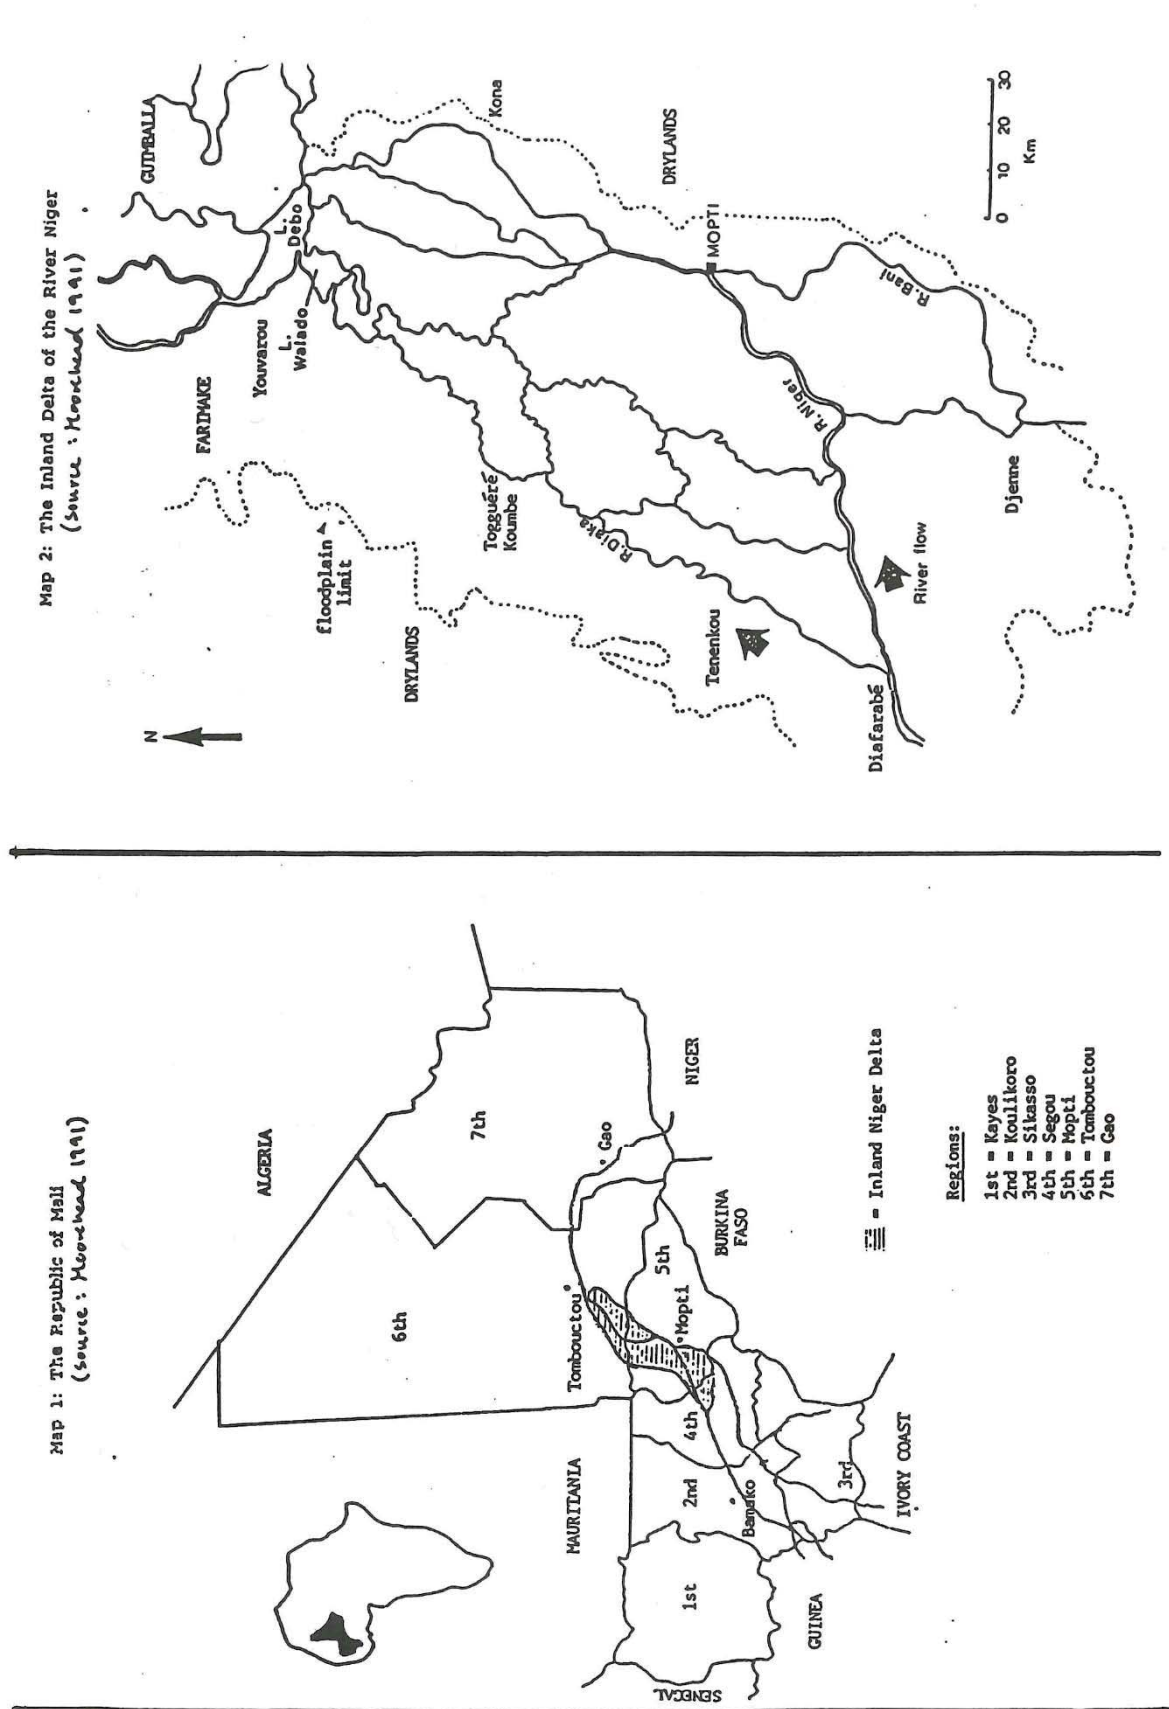 Map 1: The Republic of Mali
(source : Moorehead 1991)
ALGERIA
MAURITANIA
6th
7th
Tombouctou
Gao
NIGER
5th
Mopti
BURKINA
FASO
4th
2nd
Bamako
1st
3rd
SENEGAL
GUINEA
IVORY COAST
= Inland Niger Delta
Regions:
1st = Kayes
2nd = Koulikoro
3rd = Sikasso
4th = Segou
5th = Mopti
6th = Tombouctou
7th = Gao
Map 2: The Inland Delta of the River Niger
(source : Moorehead 1991)
N
GUIMBALLA
FARIMAKE
Youvarou
L.
Debo
L.
Walado
Kona
floodplain
limit
DRYLANDS
Togguéré
Koumbe
R.Diaka
DRYLANDS
MOPTI
Tenenkou
R.Niger
R.Bani
Diafarabé
River flow
Djenne
0 10 20 30
Km